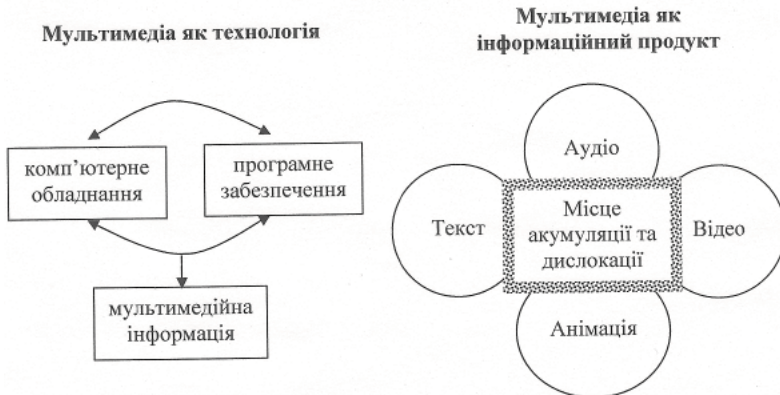 Мультимедіа як технологія
комп’ютерне
обладнання
програмне
забезпечення
мультимедійна
інформація
Мультимедіа як
інформаційний продукт
Аудіо
Текст
Місце
акумуляції та
дислокації
Відео
Анімація